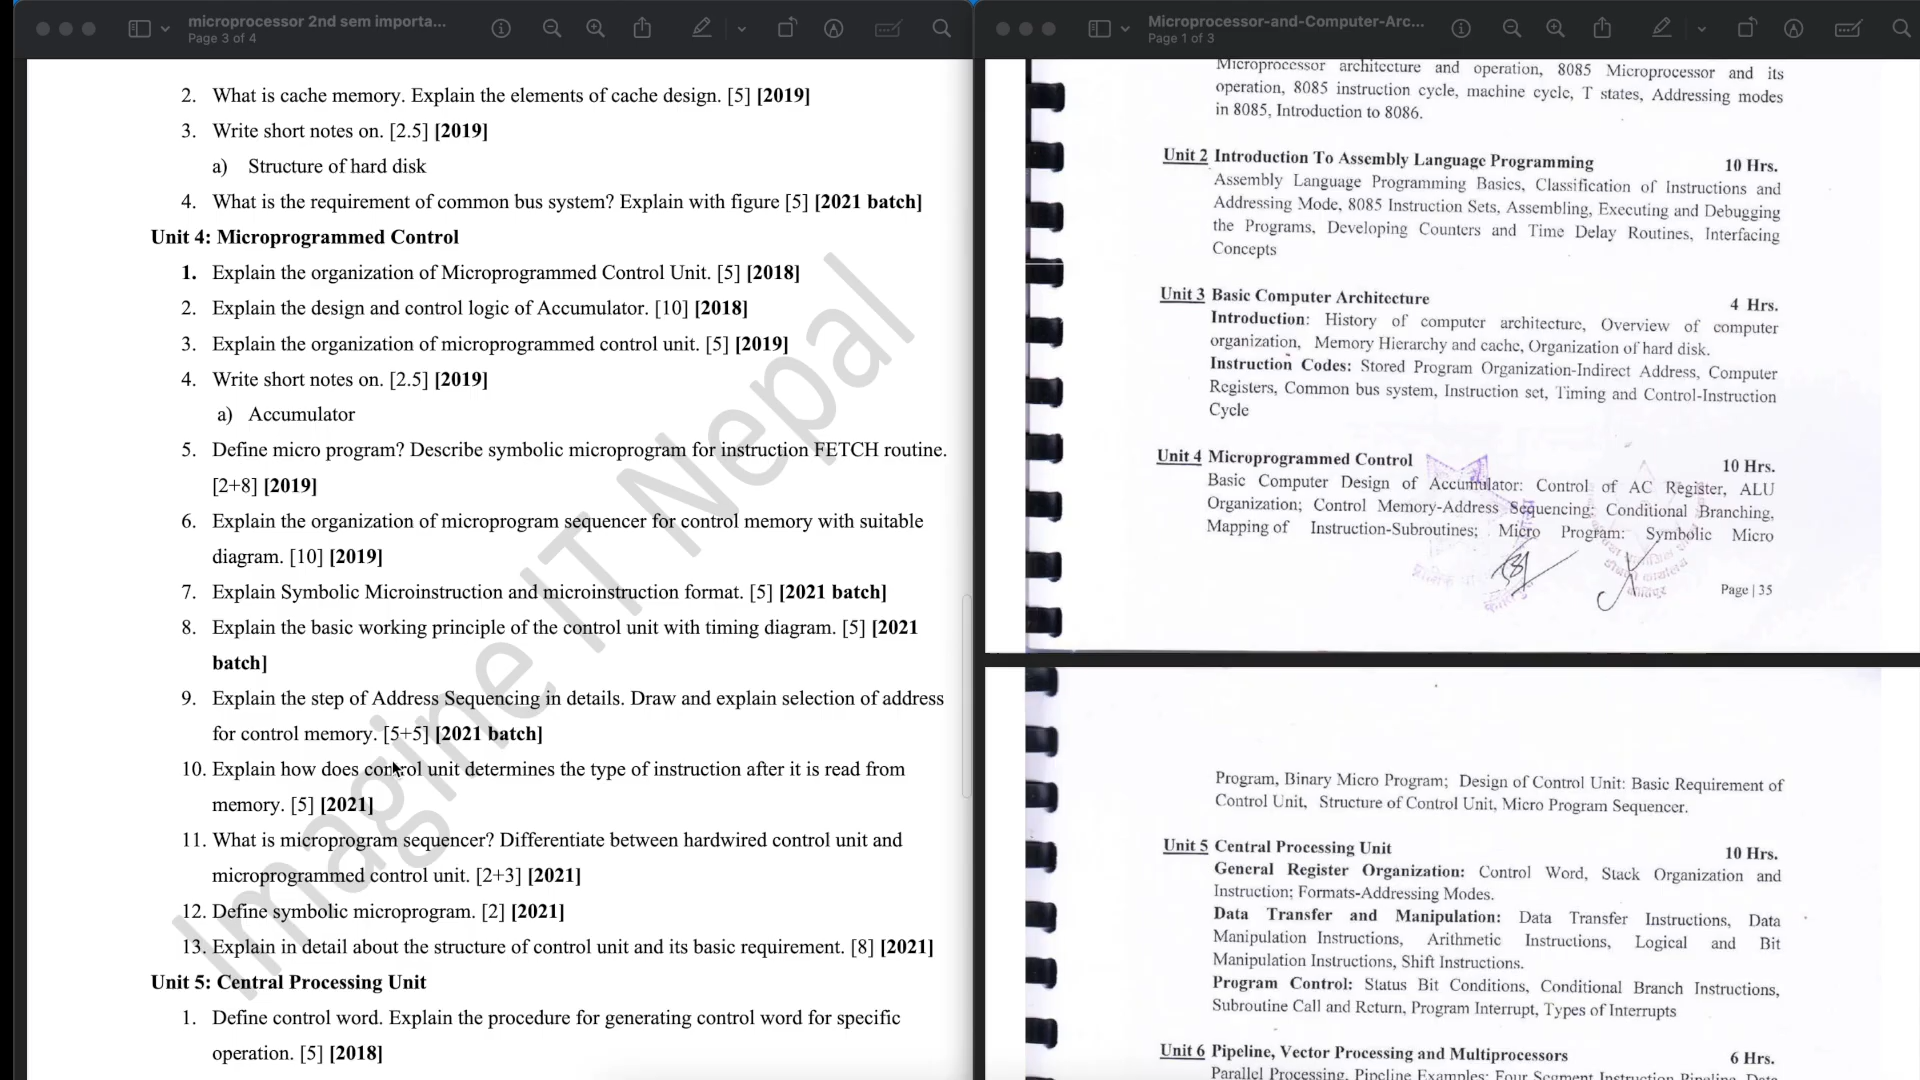 microprocessor 2nd sem importa...
Page 3 of 4
2. What is cache memory. Explain the elements of cache design. [5] [2019]
3. Write short notes on. [2.5] [2019]
a) Structure of hard disk
4. What is the requirement of common bus system? Explain with figure [5] [2021 batch]
Unit 4: Microprogrammed Control
1. Explain the organization of Microprogrammed Control Unit. [5] [2018]
2. Explain the design and control logic of Accumulator. [10] [2018]
3. Explain the organization of microprogrammed control unit. [5] [2019]
4. Write short notes on. [2.5] [2019]
a) Accumulator
5. Define micro program? Describe symbolic microprogram for instruction FETCH routine.
[2+8] [2019]
6. Explain the organization of microprogram sequencer for control memory with suitable
diagram. [10] [2019]
7. Explain Symbolic Microinstruction and microinstruction format. [5] [2021 batch]
8. Explain the basic working principle of the control unit with timing diagram. [5] [2021
batch]
9. Explain the step of Address Sequencing in details. Draw and explain selection of address
for control memory. [5+5] [2021 batch]
10. Explain how does control unit determines the type of instruction after it is read from
memory. [5] [2021]
11. What is microprogram sequencer? Differentiate between hardwired control unit and
microprogrammed control unit. [2+3] [2021]
12. Define symbolic microprogram. [2] [2021]
13. Explain in detail about the structure of control unit and its basic requirement. [8] [2021]
Unit 5: Central Processing Unit
1. Define control word. Explain the procedure for generating control word for specific
operation. [5] [2018]
Imagine IT Nepal
Microprocessor-and-Computer-Arc...
Page 1 of 3
Microprocessor architecture and operation, 8085 Microprocessor and its
operation, 8085 instruction cycle, machine cycle, T states, Addressing modes
in 8085, Introduction to 8086.
Unit 2 Introduction To Assembly Language Programming 10 Hrs.
Assembly Language Programming Basics, Classification of Instructions and
Addressing Mode, 8085 Instruction Sets, Assembling, Executing and Debugging
the Programs, Developing Counters and Time Delay Routines, Interfacing
Concepts
Unit 3 Basic Computer Architecture 4 Hrs.
Introduction: History of computer architecture, Overview of computer
organization, Memory Hierarchy and cache, Organization of hard disk.
Instruction Codes: Stored Program Organization-Indirect Address, Computer
Registers, Common bus system, Instruction set, Timing and Control-Instruction
Cycle
Unit 4 Microprogrammed Control 10 Hrs.
Basic Computer Design of Accumulator: Control of AC Register, ALU
Organization; Control Memory-Address Sequencing: Conditional Branching,
Mapping of Instruction-Subroutines; Micro Program: Symbolic Micro
Page | 35
Program, Binary Micro Program; Design of Control Unit: Basic Requirement of
Control Unit, Structure of Control Unit, Micro Program Sequencer.
Unit 5 Central Processing Unit 10 Hrs.
General Register Organization: Control Word, Stack Organization and
Instruction; Formats-Addressing Modes.
Data Transfer and Manipulation: Data Transfer Instructions, Data
Manipulation Instructions, Arithmetic Instructions, Logical and Bit
Manipulation Instructions, Shift Instructions.
Program Control: Status Bit Conditions, Conditional Branch Instructions,
Subroutine Call and Return, Program Interrupt, Types of Interrupts
Unit 6 Pipeline, Vector Processing and Multiprocessors 6 Hrs.
Parallel Processing, Pipeline Examples: Four Segment Instruction Pipeline, Data